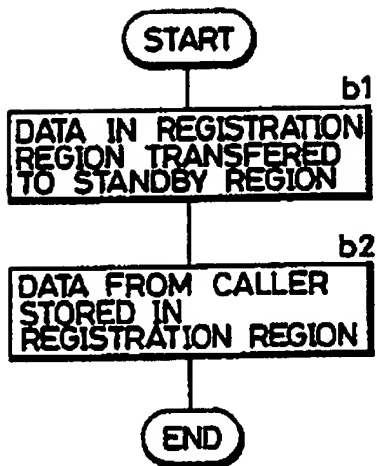 START
b1
DATA IN REGISTRATION
REGION TRANSFERED
TO STANDBY REGION
b2
DATA FROM CALLER
STORED IN
REGISTRATION REGION
END